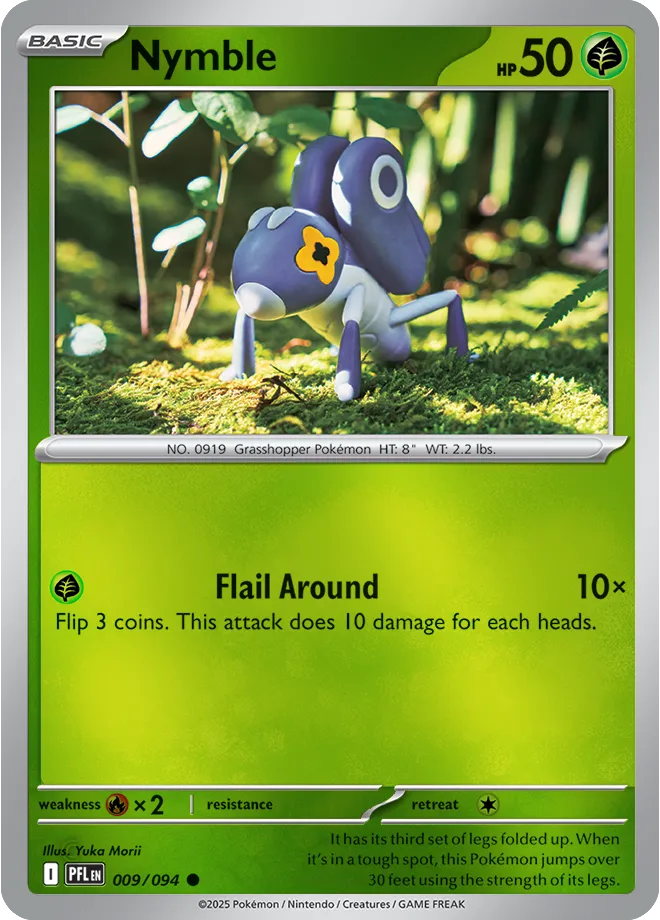 BASIC
Nymble
HP 50
NO. 0919 Grasshopper Pokémon HT: 8" WT: 2.2 lbs.
Flail Around 10×
Flip 3 coins. This attack does 10 damage for each heads.
weakness ×2 resistance retreat
Illus. Yuka Morii
It has its third set of legs folded up. When
it's in a tough spot, this Pokémon jumps over
30 feet using the strength of its legs.
I PFL EN 009/094
©2025 Pokémon / Nintendo / Creatures / GAME FREAK